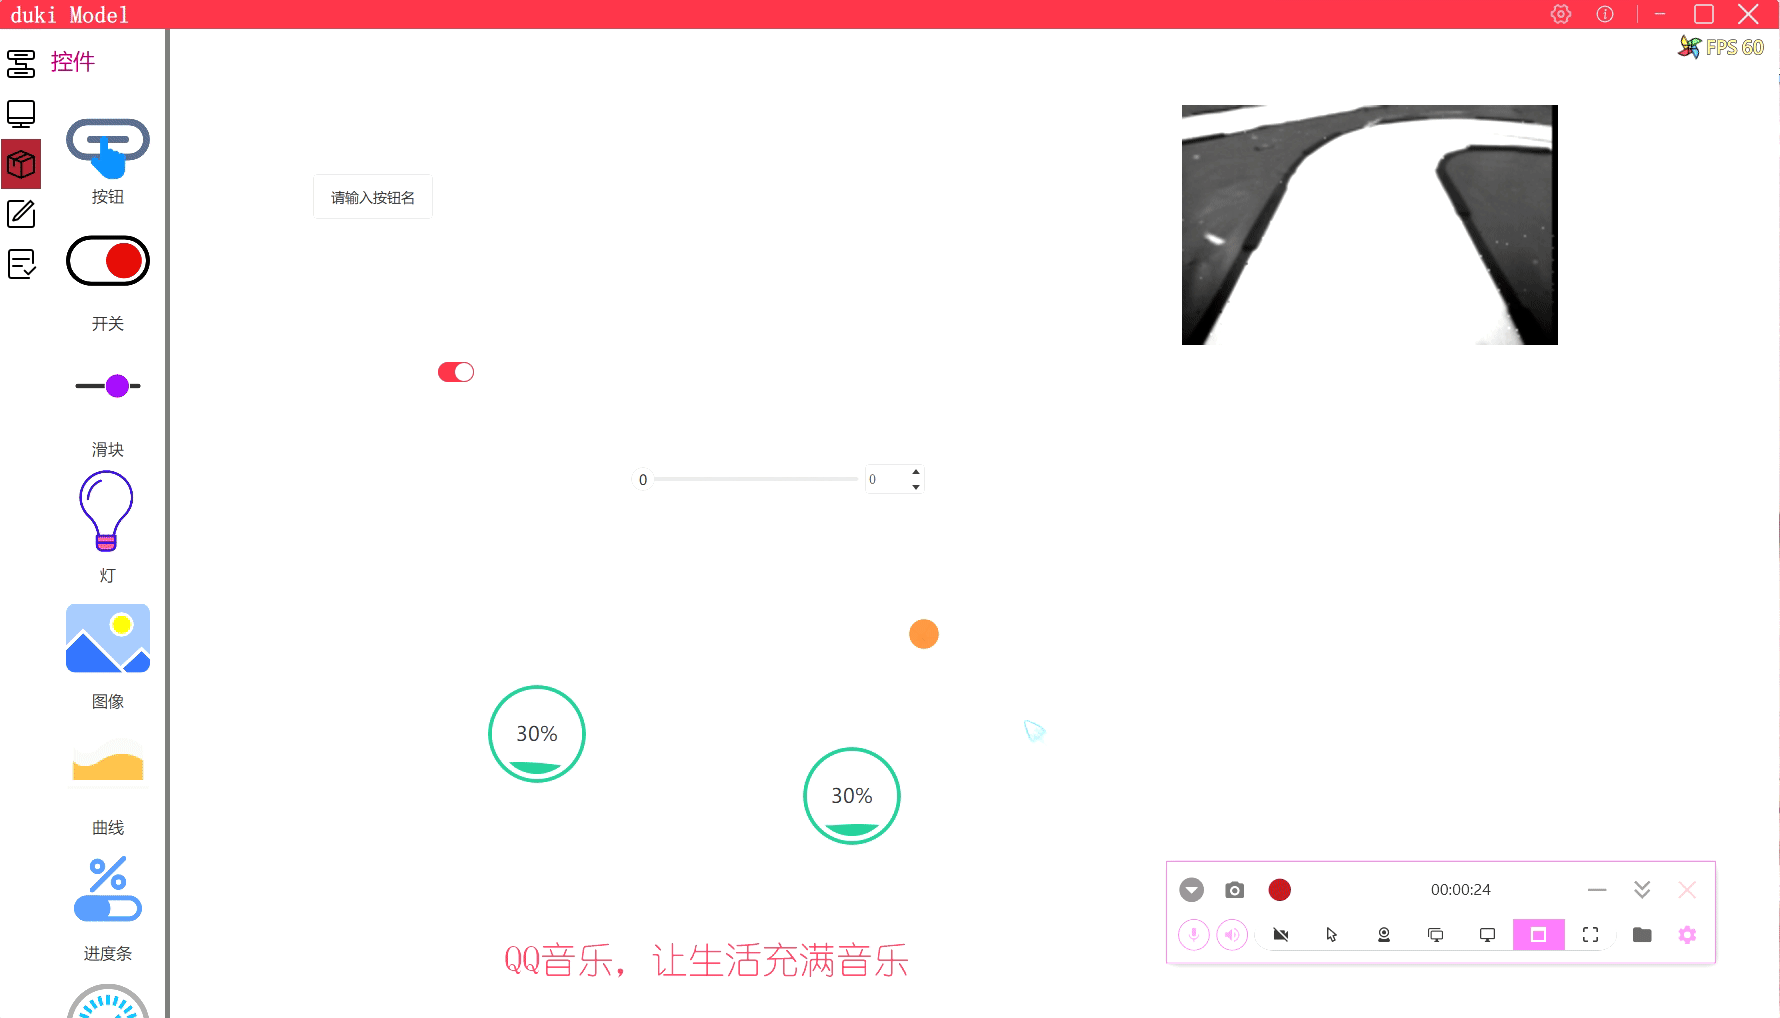 duki Model
FPS 60
控件
按钮
开关
滑块
灯
图像
曲线
进度条
请输入按钮名
0
0
30%
30%
00:00:24
QQ音乐，让生活充满音乐